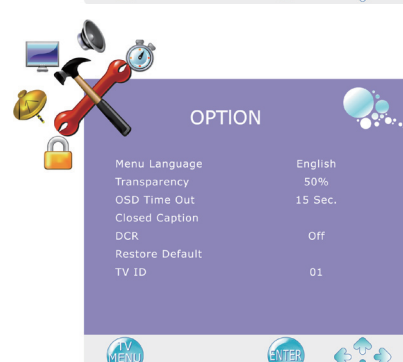 OPTION
Menu Language English
Transparency 50%
OSD Time Out 15 Sec.
Closed Caption
DCR Off
Restore Default
TV ID 01
TV
MENU
ENTER